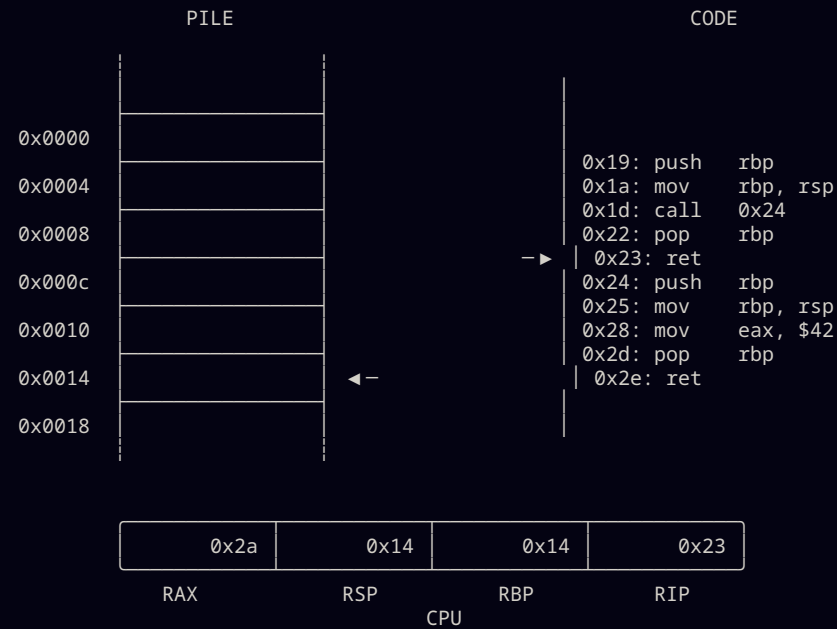 PILE CODE
0x0000
0x19: push rbp
0x0004 0x1a: mov rbp, rsp
0x1d: call 0x24
0x0008 0x22: pop rbp
─► 0x23: ret
0x000c 0x24: push rbp
0x25: mov rbp, rsp
0x0010 0x28: mov eax, $42
0x2d: pop rbp
0x0014 ◄─ 0x2e: ret
0x0018
0x2a 0x14 0x14 0x23
RAX RSP RBP RIP
CPU